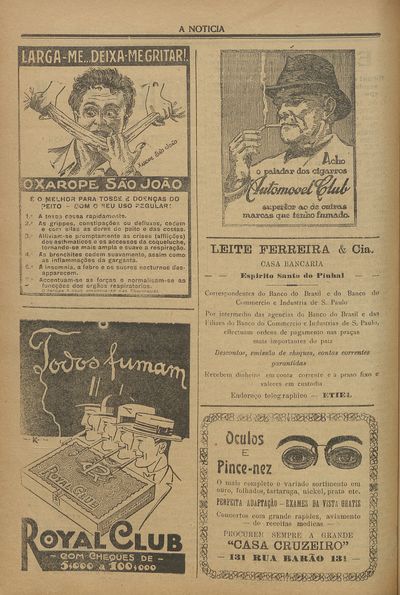 A NOTICIA
LARGA-ME...DEIXA-ME GRITAR!..
XAROPE SÃO JOÃO
O XAROPE SÃO JOÃO
E O MELHOR PARA TOSSE E DOENÇAS DO
PEITO — COM O SEU USO REGULAR:
1.º A tosse cessa rapidamente.
2.º As grippes, constipações ou defluxos, cedem
e com ellas as dores do peito e das costas.
3.º Alliviam-se promptamente as crises (afflicções)
dos asthmaticos e os accessos da coqueluche,
tornando-se mais ampla e suave a respiração.
4.º As bronchites cedem suavemente, assim como
as inflammações da garganta.
5.º A insomnia, a febre e os suores nocturnos desapparecem.
6.º Accentuam-se as forças e normalisam-se as
funcções dos orgãos respiratorios.
Todos fumam
ROYAL CLUB
ROYAL CLUB
— COM CHEQUES DE —
5$000 a 100$000
Acho
o paladar dos cigarros
Automovel Club
superior ao de outras
marcas que tenho fumado.
LEITE FERREIRA & Cia.
CASA BANCARIA
— — Espirito Santo do Pinhal — —
Correspondentes do Banco do Brasil e do Banco do
Commercio e Industria de S. Paulo
Por intermedio das agencias do Banco do Brasil e das
Filiaes do Banco do Commercio e Industrias de S. Paulo,
effectuam ordens de pagamento nas praças
mais importantes do paiz
Descontos, emissão de cheques, contas correntes
garantidas
Recebem dinheiro em conta corrente e a praso fixo e
valores em custodia
Endereço telegraphico — ETIEL
Oculos
E
Pince-nez
O mais completo e variado sortimento em
ouro, folhados, tartaruga, nickel, prata etc.
PERFEITA ADAPTAÇÃO — EXAMES DA VISTA GRATIS
Concertos com grande rapidez, aviamento
— de receitas medicas —
PROCUREM SEMPRE A GRANDE
"CASA CRUZEIRO"
131 RUA BARÃO 131